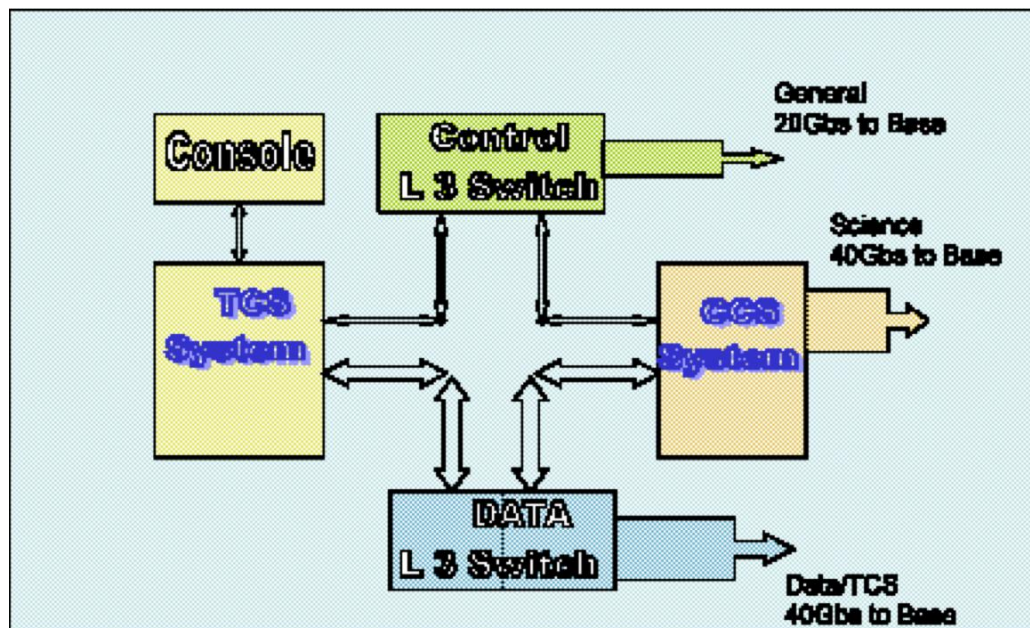 General
20Gbs to Base
Console
Control
L 3 Switch
Science
40Gbs to Base
TCS
System
CCS
System
DATA
L 3 Switch
Data/TCS
40Gbs to Base